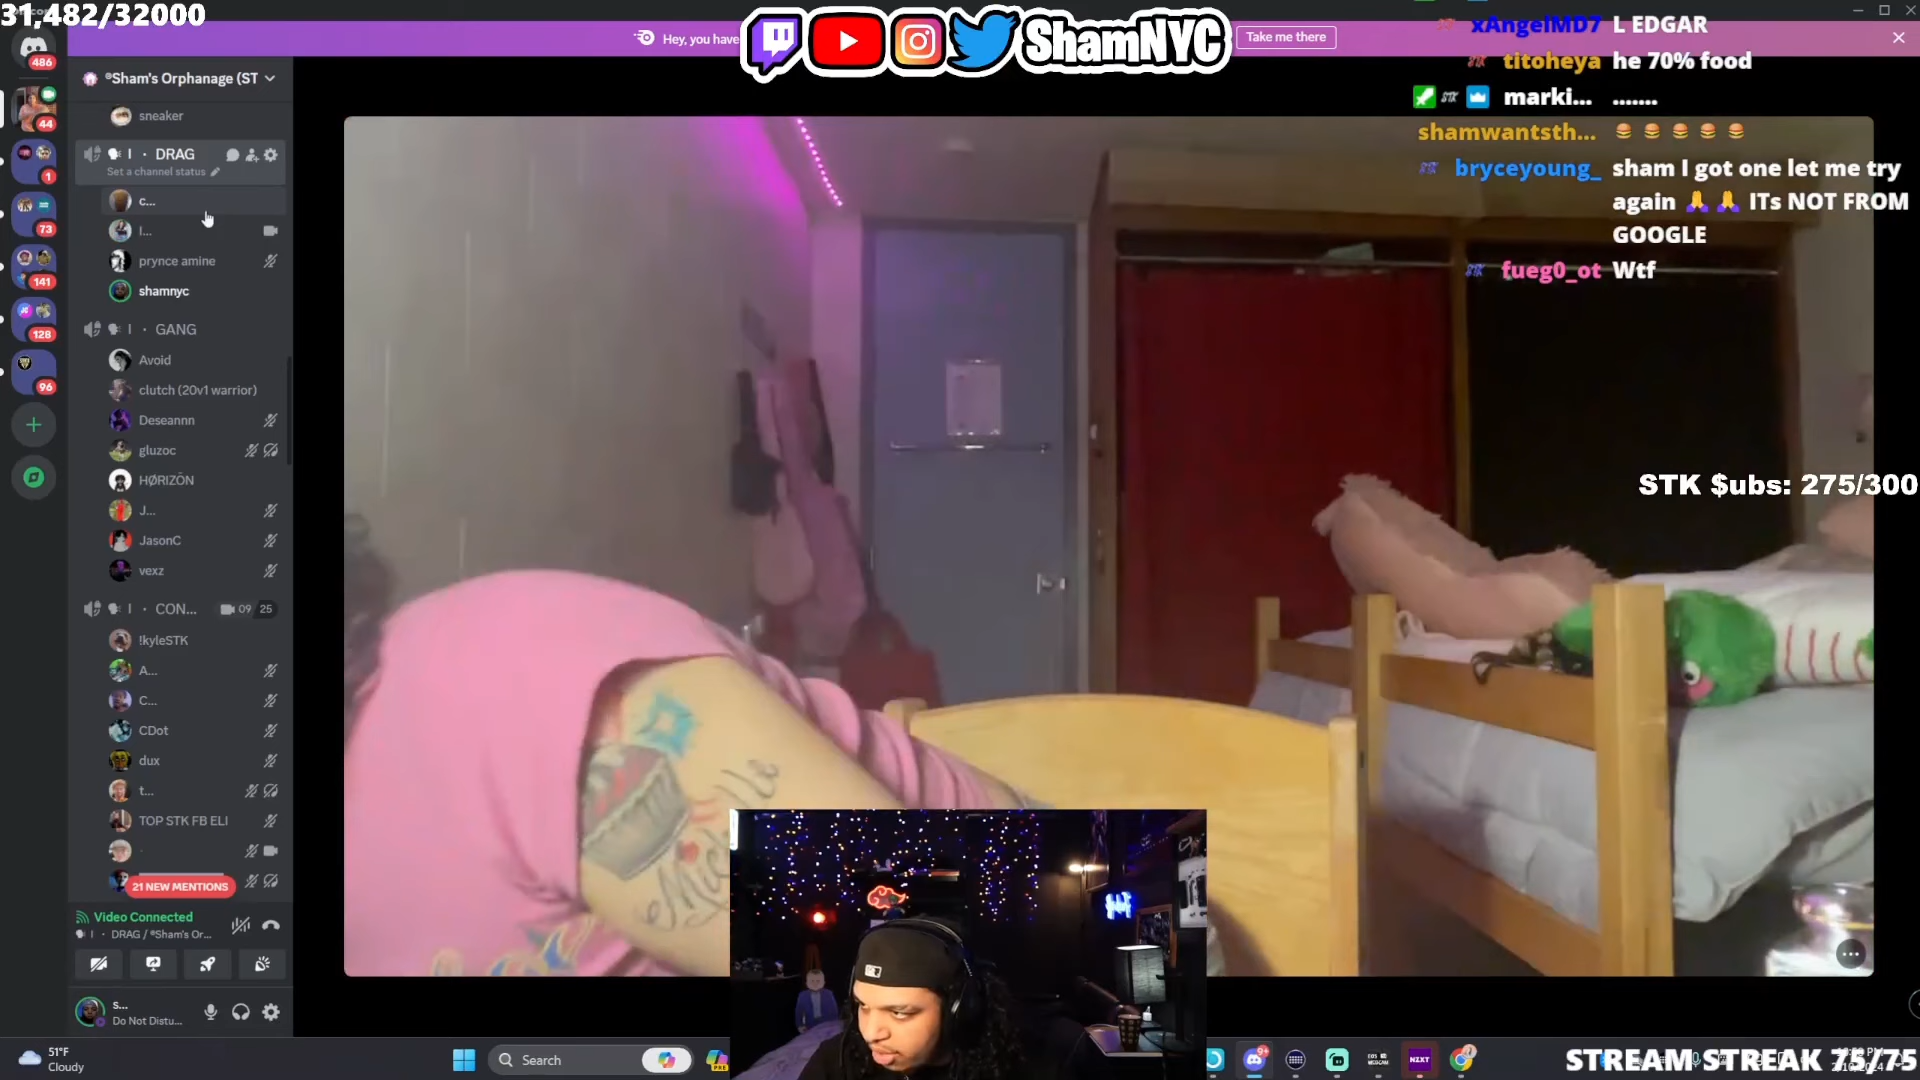 31,482/32000
Hey, you have
ShamNYC
Take me there
486
44
1
73
141
128
96
®Sham's Orphanage (ST
sneaker
I · DRAG
Set a channel status
c...
prynce amine
shamnyc
I · GANG
Avoid
clutch (20v1 warrior)
Deseannn
gluzoc
HØRIZŌN
J...
JasonC
vexz
I · CON... 09 25
!kyleSTK
A...
C...
CDot
dux
t...
TOP STK FB ELI
21 NEW MENTIONS
Video Connected
I · DRAG / ®Sham's Or...
s...
Do Not Distu...
xAngelMD7 L EDGAR
titoheya he 70% food
marki... .......
shamwantsth... 🍔 🍔 🍔 🍔 🍔
bryceyoung_ sham I got one let me try
again 🙏 🙏 ITs NOT FROM
GOOGLE
fueg0_ot Wtf
STK $ubs: 275/300
51°F
Cloudy
Search
PRE
NZXT
STREAM STREAK 75/75